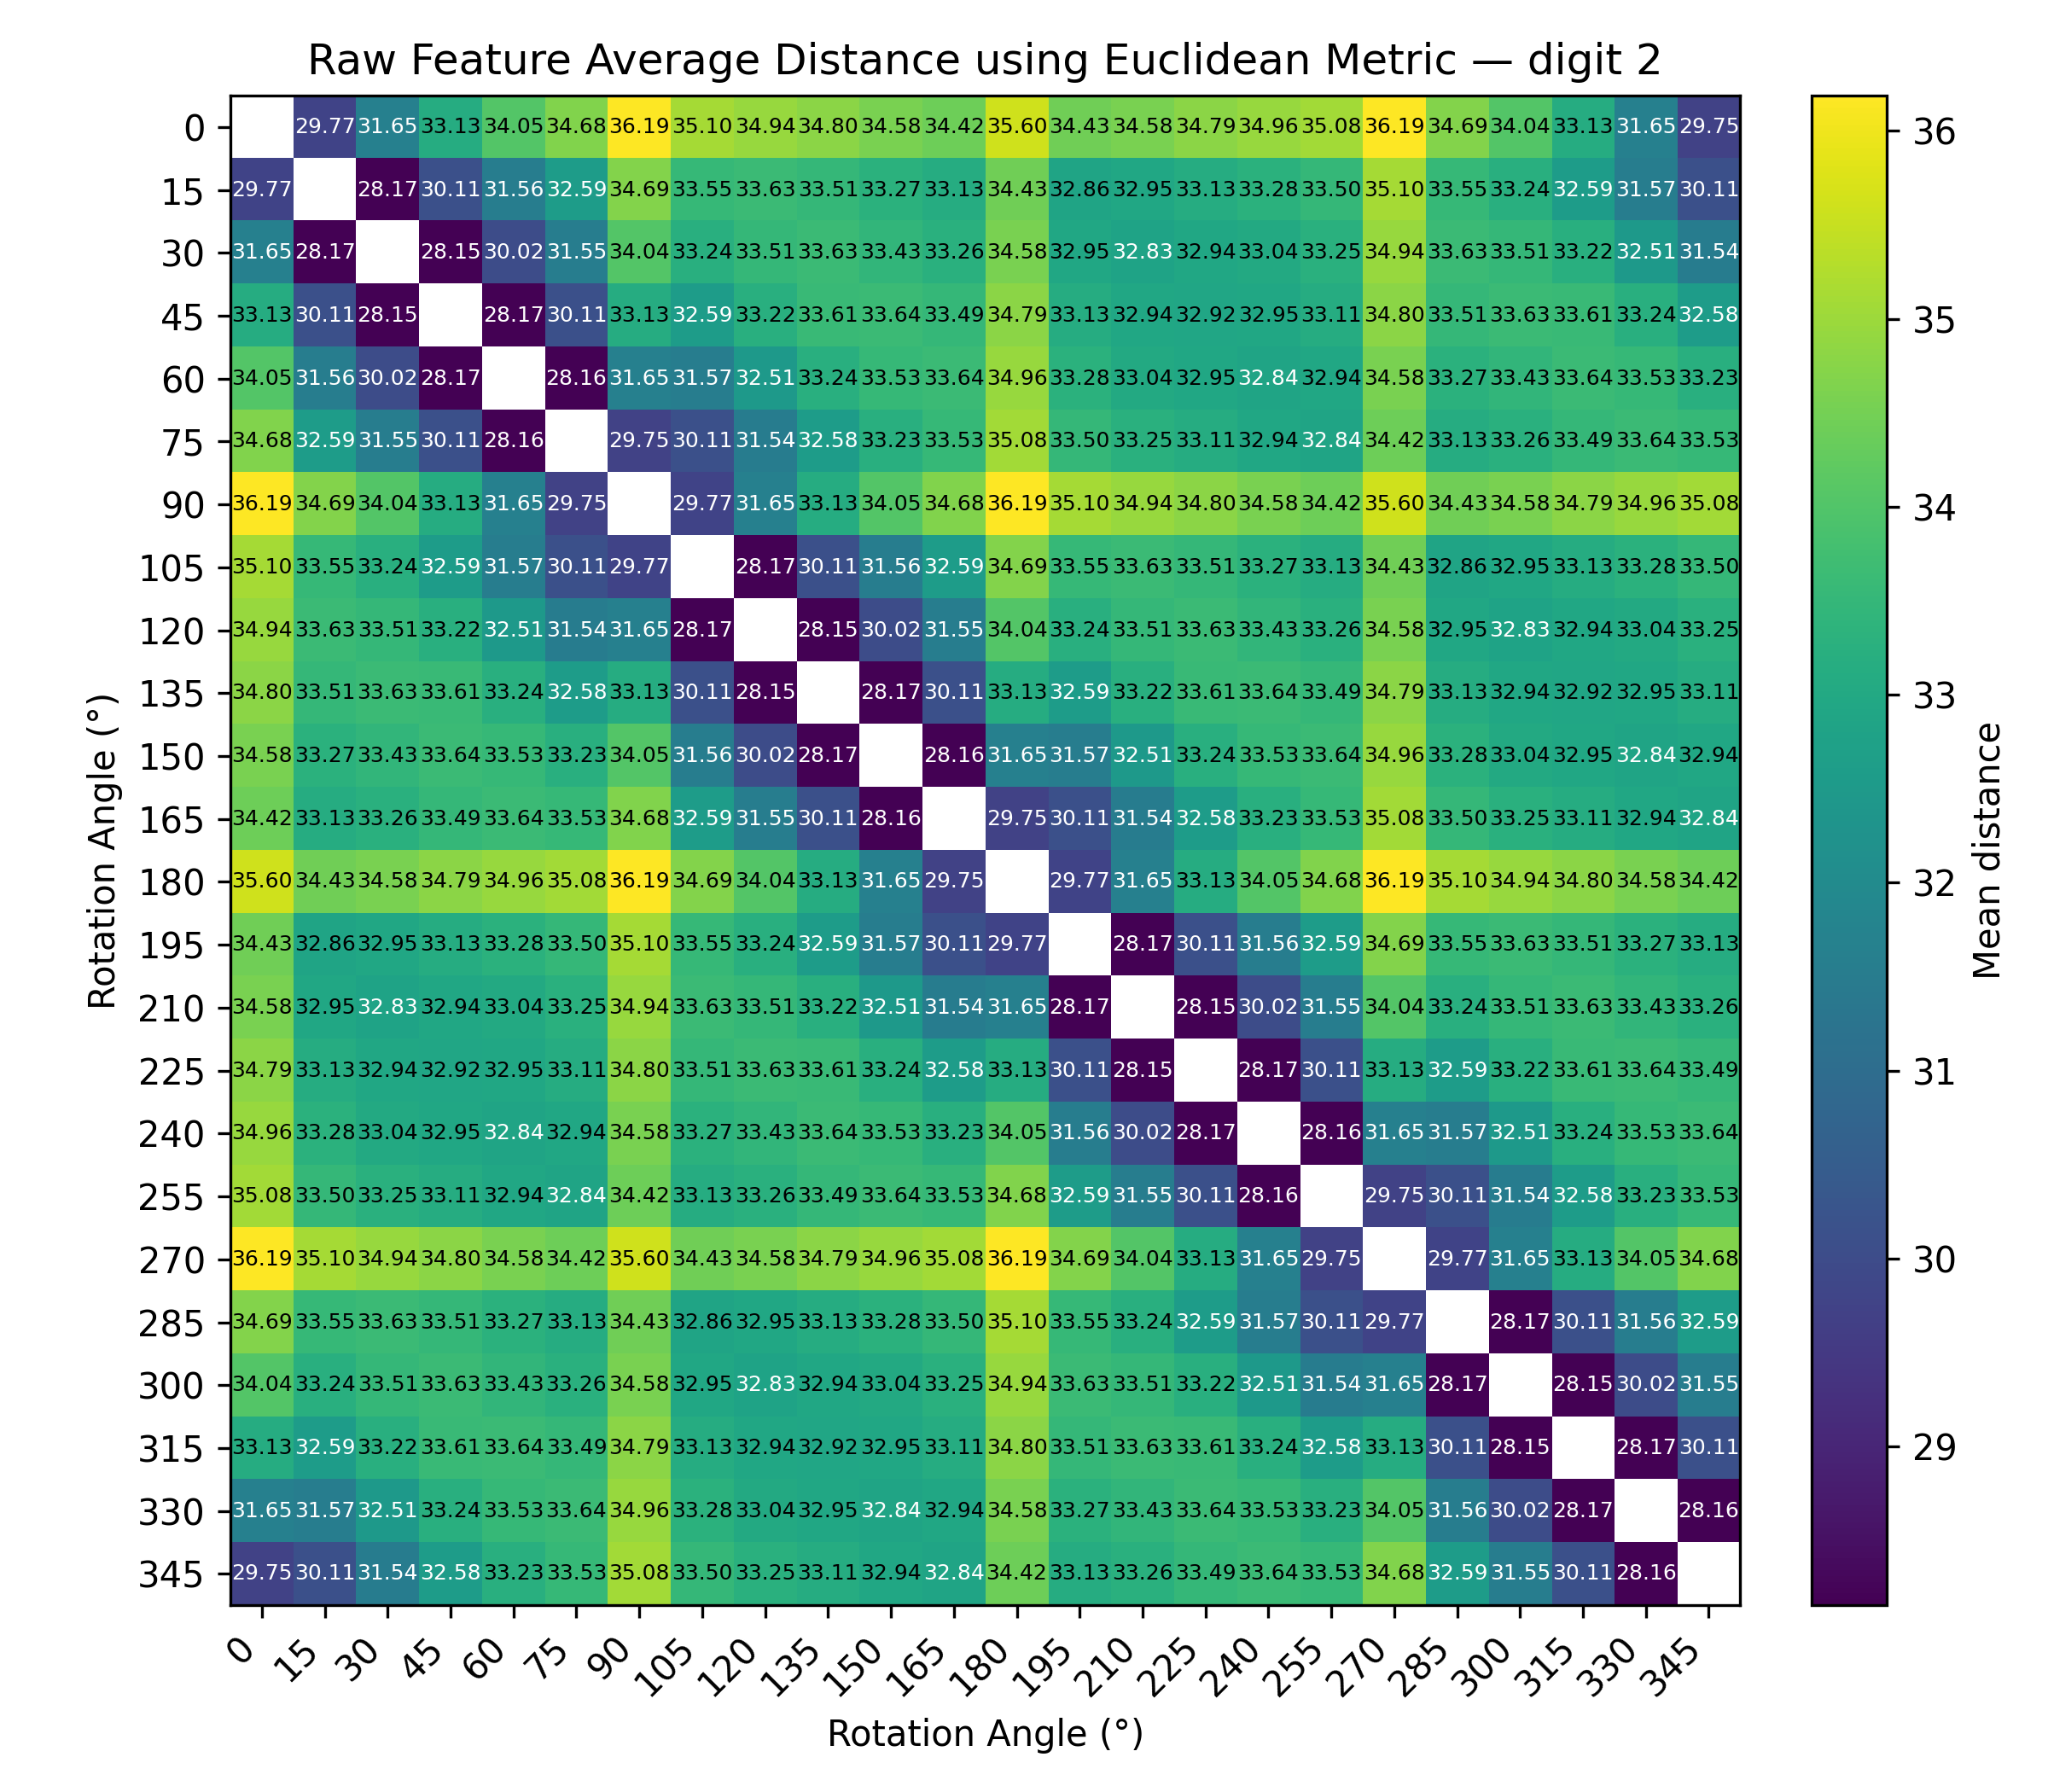 Raw Feature Average Distance using Euclidean Metric — digit 2
0 29.77 31.65 33.13 34.05 34.68 36.19 35.10 34.94 34.80 34.58 34.42 35.60 34.43 34.58 34.79 34.96 35.08 36.19 34.69 34.04 33.13 31.65 29.75
15 29.77 28.17 30.11 31.56 32.59 34.69 33.55 33.63 33.51 33.27 33.13 34.43 32.86 32.95 33.13 33.28 33.50 35.10 33.55 33.24 32.59 31.57 30.11
30 31.65 28.17 28.15 30.02 31.55 34.04 33.24 33.51 33.63 33.43 33.26 34.58 32.95 32.83 32.94 33.04 33.25 34.94 33.63 33.51 33.22 32.51 31.54
45 33.13 30.11 28.15 28.17 30.11 33.13 32.59 33.22 33.61 33.64 33.49 34.79 33.13 32.94 32.92 32.95 33.11 34.80 33.51 33.63 33.61 33.24 32.58
60 34.05 31.56 30.02 28.17 28.16 31.65 31.57 32.51 33.24 33.53 33.64 34.96 33.28 33.04 32.95 32.84 32.94 34.58 33.27 33.43 33.64 33.53 33.23
75 34.68 32.59 31.55 30.11 28.16 29.75 30.11 31.54 32.58 33.23 33.53 35.08 33.50 33.25 33.11 32.94 32.84 34.42 33.13 33.26 33.49 33.64 33.53
90 36.19 34.69 34.04 33.13 31.65 29.75 29.77 31.65 33.13 34.05 34.68 36.19 35.10 34.94 34.80 34.58 34.42 35.60 34.43 34.58 34.79 34.96 35.08
105 35.10 33.55 33.24 32.59 31.57 30.11 29.77 28.17 30.11 31.56 32.59 34.69 33.55 33.63 33.51 33.27 33.13 34.43 32.86 32.95 33.13 33.28 33.50
120 34.94 33.63 33.51 33.22 32.51 31.54 31.65 28.17 28.15 30.02 31.55 34.04 33.24 33.51 33.63 33.43 33.26 34.58 32.95 32.83 32.94 33.04 33.25
135 34.80 33.51 33.63 33.61 33.24 32.58 33.13 30.11 28.15 28.17 30.11 33.13 32.59 33.22 33.61 33.64 33.49 34.79 33.13 32.94 32.92 32.95 33.11
150 34.58 33.27 33.43 33.64 33.53 33.23 34.05 31.56 30.02 28.17 28.16 31.65 31.57 32.51 33.24 33.53 33.64 34.96 33.28 33.04 32.95 32.84 32.94
165 34.42 33.13 33.26 33.49 33.64 33.53 34.68 32.59 31.55 30.11 28.16 29.75 30.11 31.54 32.58 33.23 33.53 35.08 33.50 33.25 33.11 32.94 32.84
180 35.60 34.43 34.58 34.79 34.96 35.08 36.19 34.69 34.04 33.13 31.65 29.75 29.77 31.65 33.13 34.05 34.68 36.19 35.10 34.94 34.80 34.58 34.42
195 34.43 32.86 32.95 33.13 33.28 33.50 35.10 33.55 33.24 32.59 31.57 30.11 29.77 28.17 30.11 31.56 32.59 34.69 33.55 33.63 33.51 33.27 33.13
210 34.58 32.95 32.83 32.94 33.04 33.25 34.94 33.63 33.51 33.22 32.51 31.54 31.65 28.17 28.15 30.02 31.55 34.04 33.24 33.51 33.63 33.43 33.26
225 34.79 33.13 32.94 32.92 32.95 33.11 34.80 33.51 33.63 33.61 33.24 32.58 33.13 30.11 28.15 28.17 30.11 33.13 32.59 33.22 33.61 33.64 33.49
240 34.96 33.28 33.04 32.95 32.84 32.94 34.58 33.27 33.43 33.64 33.53 33.23 34.05 31.56 30.02 28.17 28.16 31.65 31.57 32.51 33.24 33.53 33.64
255 35.08 33.50 33.25 33.11 32.94 32.84 34.42 33.13 33.26 33.49 33.64 33.53 34.68 32.59 31.55 30.11 28.16 29.75 30.11 31.54 32.58 33.23 33.53
270 36.19 35.10 34.94 34.80 34.58 34.42 35.60 34.43 34.58 34.79 34.96 35.08 36.19 34.69 34.04 33.13 31.65 29.75 29.77 31.65 33.13 34.05 34.68
285 34.69 33.55 33.63 33.51 33.27 33.13 34.43 32.86 32.95 33.13 33.28 33.50 35.10 33.55 33.24 32.59 31.57 30.11 29.77 28.17 30.11 31.56 32.59
300 34.04 33.24 33.51 33.63 33.43 33.26 34.58 32.95 32.83 32.94 33.04 33.25 34.94 33.63 33.51 33.22 32.51 31.54 31.65 28.17 28.15 30.02 31.55
315 33.13 32.59 33.22 33.61 33.64 33.49 34.79 33.13 32.94 32.92 32.95 33.11 34.80 33.51 33.63 33.61 33.24 32.58 33.13 30.11 28.15 28.17 30.11
330 31.65 31.57 32.51 33.24 33.53 33.64 34.96 33.28 33.04 32.95 32.84 32.94 34.58 33.27 33.43 33.64 33.53 33.23 34.05 31.56 30.02 28.17 28.16
345 29.75 30.11 31.54 32.58 33.23 33.53 35.08 33.50 33.25 33.11 32.94 32.84 34.42 33.13 33.26 33.49 33.64 33.53 34.68 32.59 31.55 30.11 28.16
0 15 30 45 60 75 90 105 120 135 150 165 180 195 210 225 240 255 270 285 300 315 330 345
Rotation Angle (°)
Rotation Angle (°)
36
35
34
33
32
31
30
29
Mean distance